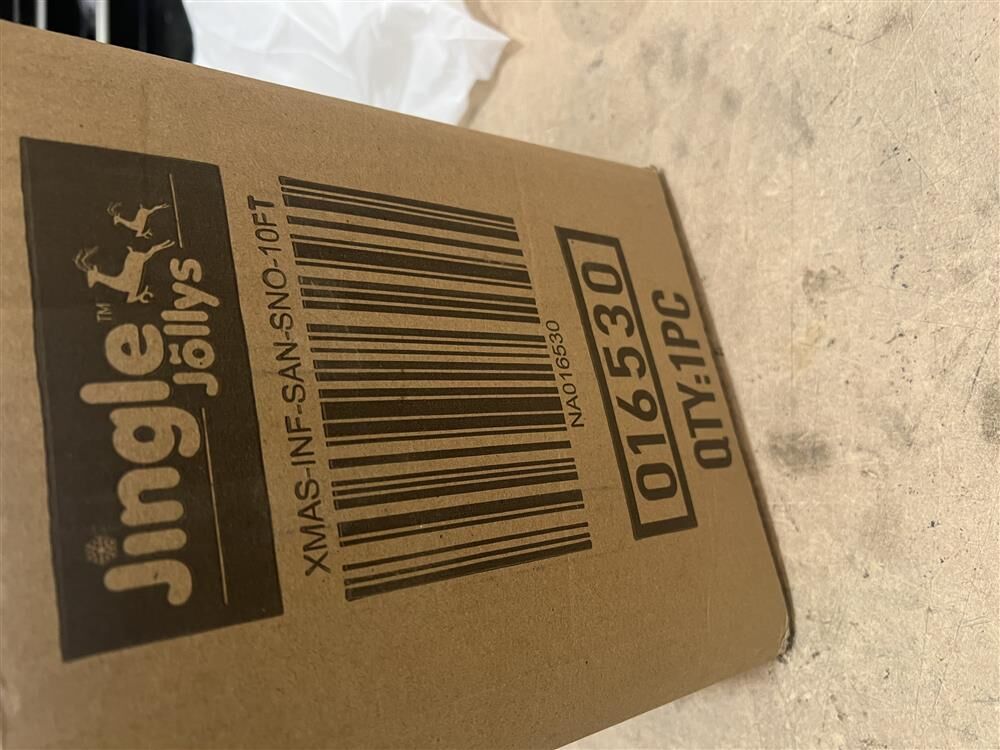 Jingle™
Jöllys
XMAS-INF-SAN-SNO-10FT
NA016530
016530
QTY:1PC